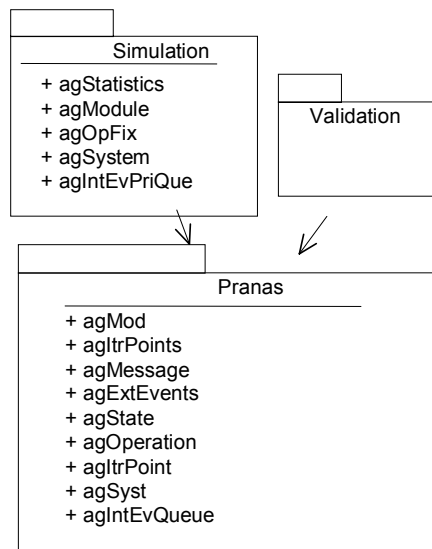 Simulation
+ agStatistics
+ agModule
+ agOpFix
+ agSystem
+ agIntEvPriQue
Validation
Pranas
+ agMod
+ agItrPoints
+ agMessage
+ agExtEvents
+ agState
+ agOperation
+ agItrPoint
+ agSyst
+ agIntEvQueue